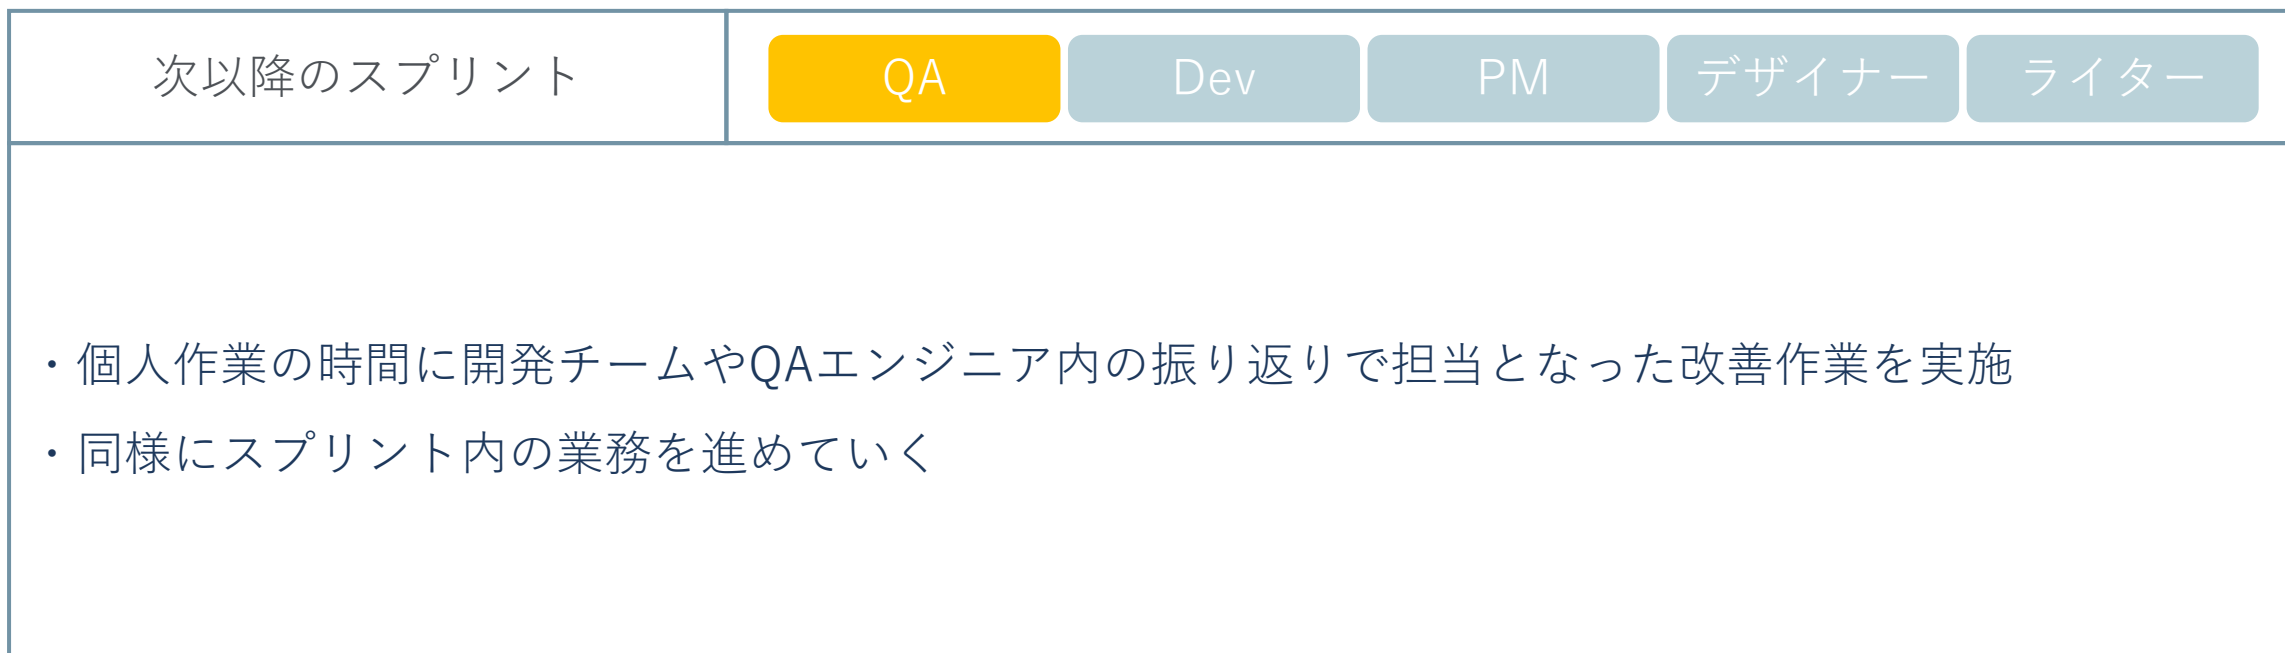 次以降のスプリント
QA
Dev
PM
デザイナー
ライター
・個人作業の時間に開発チームやQAエンジニア内の振り返りで担当となった改善作業を実施
・同様にスプリント内の業務を進めていく